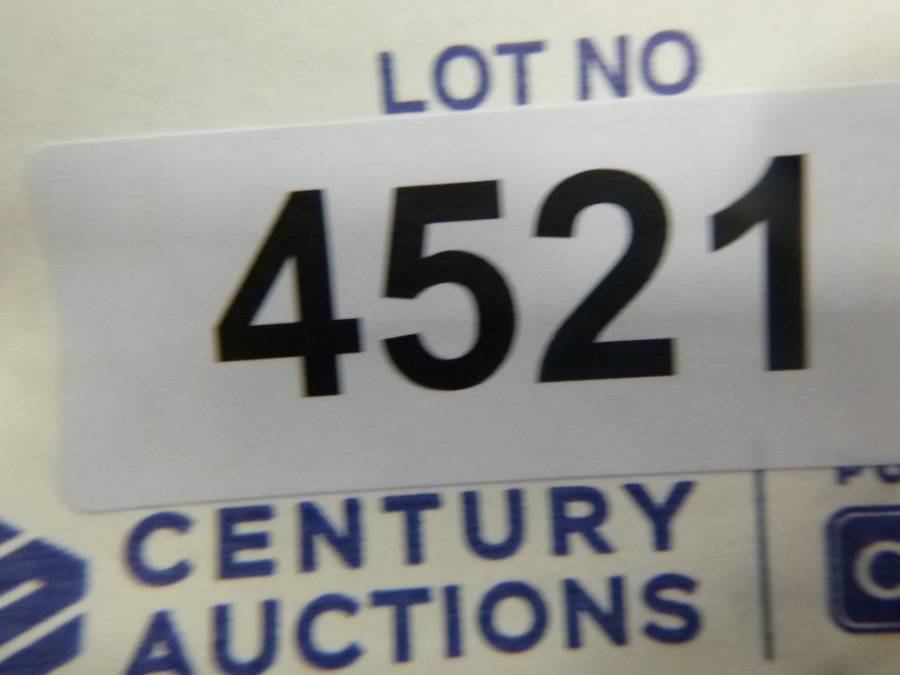 LOT NO
4521
CENTURY
AUCTIONS